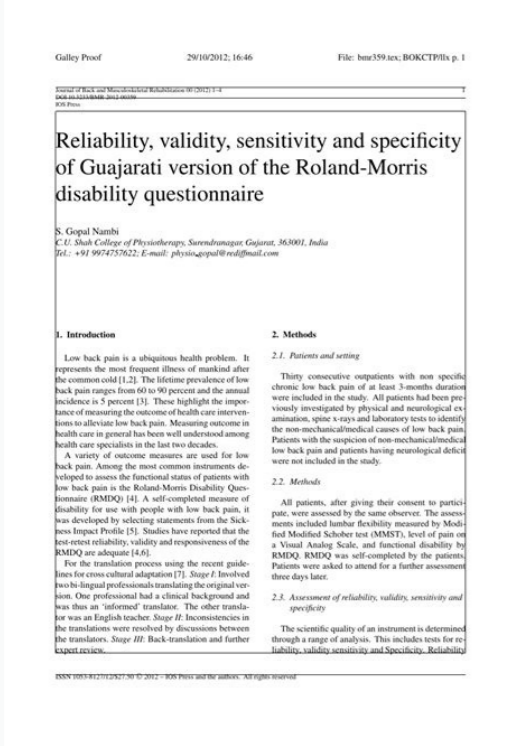 Galley Proof 29/10/2012; 16:46 File: bmr359.tex; BOKCTP/llx p. 1
Journal of Back and Musculoskeletal Rehabilitation 00 (2012) 1–4 1
DOI 10.3233/BMR-2012-00359
IOS Press
Reliability, validity, sensitivity and specificity
of Guajarati version of the Roland-Morris
disability questionnaire
S. Gopal Nambi
C.U. Shah College of Physiotherapy, Surendranagar, Gujarat, 363001, India
Tel.: +91 9974757622; E-mail: physio_gopal@rediffmail.com
1. Introduction
Low back pain is a ubiquitous health problem. It
represents the most frequent illness of mankind after
the common cold [1,2]. The lifetime prevalence of low
back pain ranges from 60 to 90 percent and the annual
incidence is 5 percent [3]. These highlight the impor-
tance of measuring the outcome of health care interven-
tions to alleviate low back pain. Measuring outcome in
health care in general has been well understood among
health care specialists in the last two decades.
A variety of outcome measures are used for low
back pain. Among the most common instruments de-
veloped to assess the functional status of patients with
low back pain is the Roland-Morris Disability Ques-
tionnaire (RMDQ) [4]. A self-completed measure of
disability for use with people with low back pain, it
was developed by selecting statements from the Sick-
ness Impact Profile [5]. Studies have reported that the
test-retest reliability, validity and responsiveness of the
RMDQ are adequate [4,6].
For the translation process using the recent guide-
lines for cross cultural adaptation [7]. Stage I: Involved
two bi-lingual professionals translating the original ver-
sion. One professional had a clinical background and
was thus an ‘informed’ translator. The other transla-
tor was an English teacher. Stage II: Inconsistencies in
the translations were resolved by discussions between
the translators. Stage III: Back-translation and further
expert review.
2. Methods
2.1. Patients and setting
Thirty consecutive outpatients with non specific
chronic low back pain of at least 3-months duration
were included in the study. All patients had been pre-
viously investigated by physical and neurological ex-
amination, spine x-rays and laboratory tests to identify
the non-mechanical/medical causes of low back pain.
Patients with the suspicion of non-mechanical/medical
low back pain and patients having neurological deficit
were not included in the study.
2.2. Methods
All patients, after giving their consent to partici-
pate, were assessed by the same observer. The assess-
ments included lumbar flexibility measured by Modi-
fied Modified Schober test (MMST), level of pain on
a Visual Analog Scale, and functional disability by
RMDQ. RMDQ was self-completed by the patients.
Patients were asked to attend for a further assessment
three days later.
2.3. Assessment of reliability, validity, sensitivity and
specificity
The scientific quality of an instrument is determined
through a range of analysis. This includes tests for re-
liability, validity sensitivity and Specificity. Reliability
ISSN 1053-8127/12/$27.50 © 2012 – IOS Press and the authors. All rights reserved